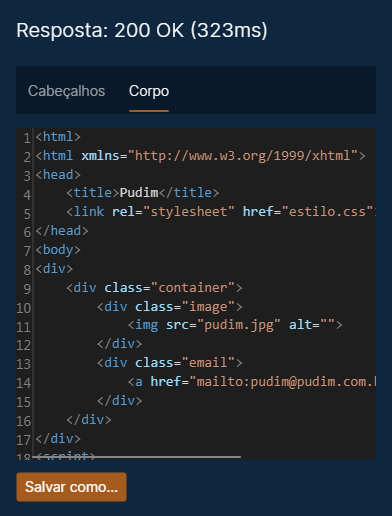 Resposta: 200 OK (323ms)
Cabeçalhos Corpo
1 <html>
2 <html xmlns="http://www.w3.org/1999/xhtml">
3 <head>
4     <title>Pudim</title>
5     <link rel="stylesheet" href="estilo.css"
6 </head>
7 <body>
8 <div>
9     <div class="container">
10         <div class="image">
11             <img src="pudim.jpg" alt="">
12         </div>
13         <div class="email">
14             <a href="mailto:pudim@pudim.com.
15         </div>
16     </div>
17 </div>
18 <script>
Salvar como...